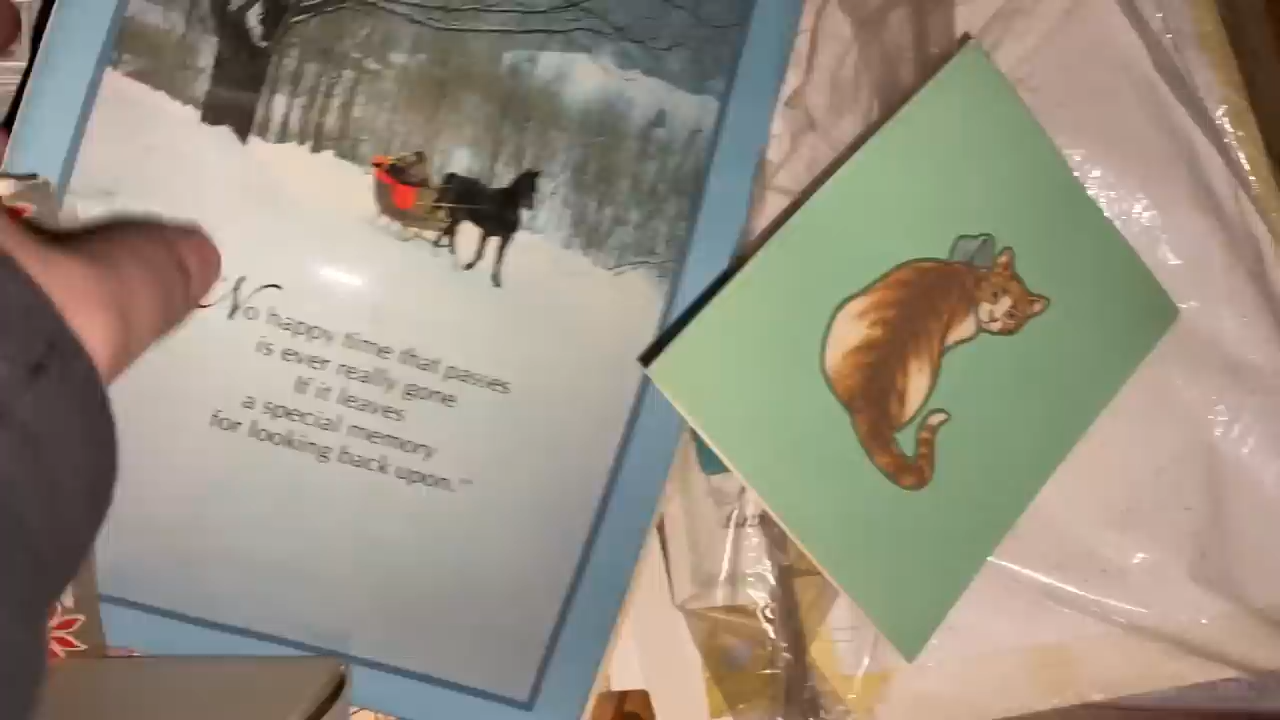 No happy time that passes
is ever really gone
If it leaves
a special memory
for looking back upon."